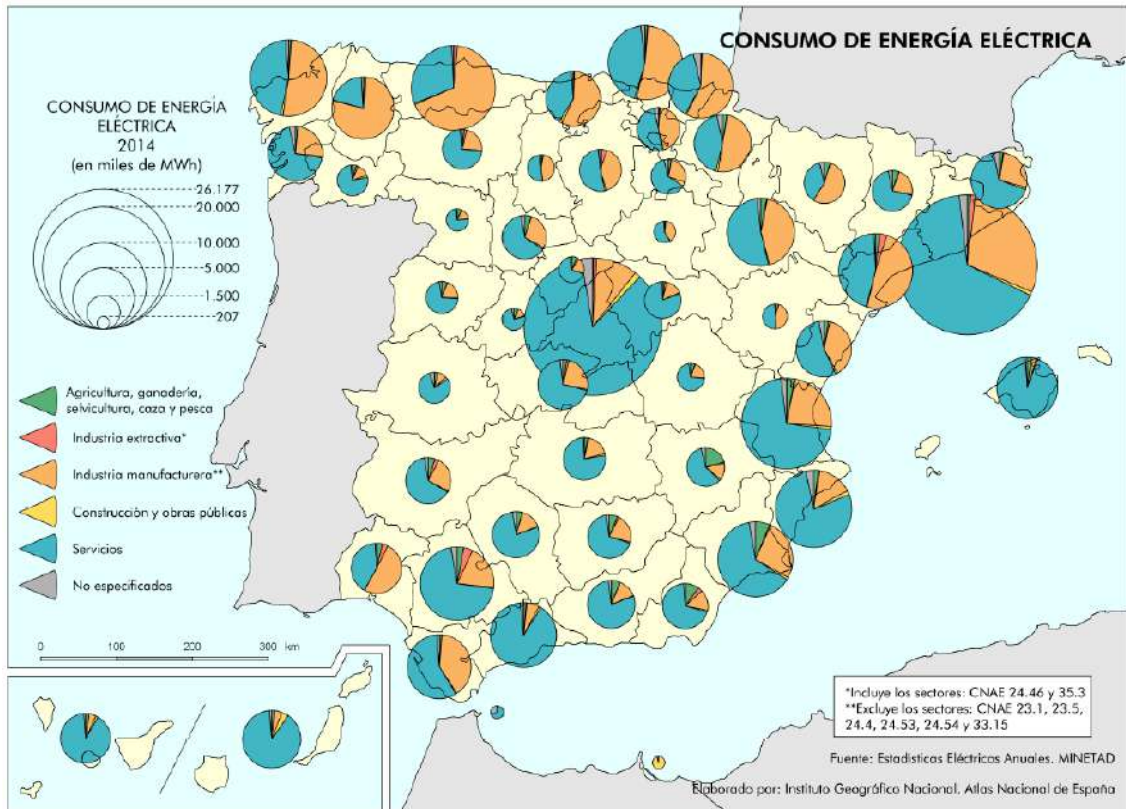 CONSUMO DE ENERGÍA ELÉCTRICA
CONSUMO DE ENERGÍA
ELÉCTRICA
2014
(en miles de MWh)
26.177
20.000
10.000
5.000
1.500
207
Agricultura, ganadería,
selvicultura, caza y pesca
Industria extractiva*
Industria manufacturera**
Construcción y obras públicas
Servicios
No especificados
0 100 200 300 km
*Incluye los sectores: CNAE 24.46 y 35.3
**Excluye los sectores: CNAE 23.1, 23.5,
24.4, 24.53, 24.54 y 33.15
Fuente: Estadísticas Eléctricos Anuales. MINETAD
Elaborado por: Instituto Geográfico Nacional, Atlas Nacional de España